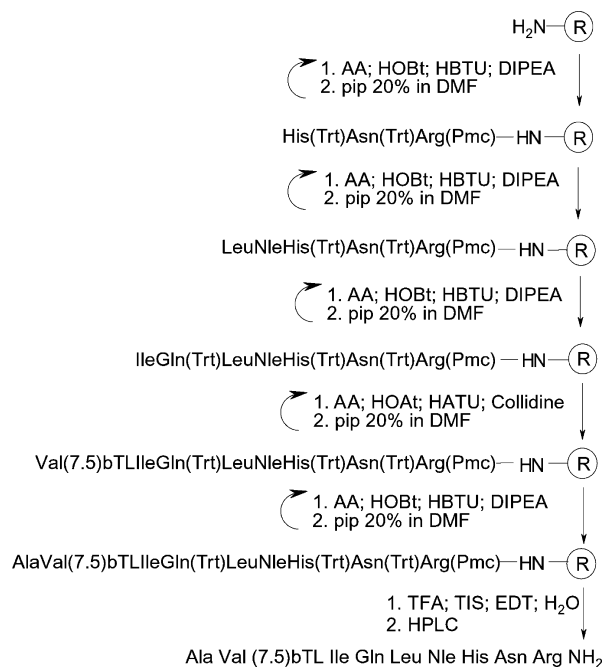 H2N R
1. AA; HOBt; HBTU; DIPEA
2. pip 20% in DMF
His(Trt)Asn(Trt)Arg(Pmc) HN R
1. AA; HOBt; HBTU; DIPEA
2. pip 20% in DMF
LeuNleHis(Trt)Asn(Trt)Arg(Pmc) HN R
1. AA; HOBt; HBTU; DIPEA
2. pip 20% in DMF
IleGln(Trt)LeuNleHis(Trt)Asn(Trt)Arg(Pmc) HN R
1. AA; HOAt; HATU; Collidine
2. pip 20% in DMF
Val(7.5)bTLIleGln(Trt)LeuNleHis(Trt)Asn(Trt)Arg(Pmc) HN R
1. AA; HOBt; HBTU; DIPEA
2. pip 20% in DMF
AlaVal(7.5)bTLIleGln(Trt)LeuNleHis(Trt)Asn(Trt)Arg(Pmc) HN R
1. TFA; TIS; EDT; H2O
2. HPLC
Ala Val (7.5)bTL Ile Gln Leu Nle His Asn Arg NH2